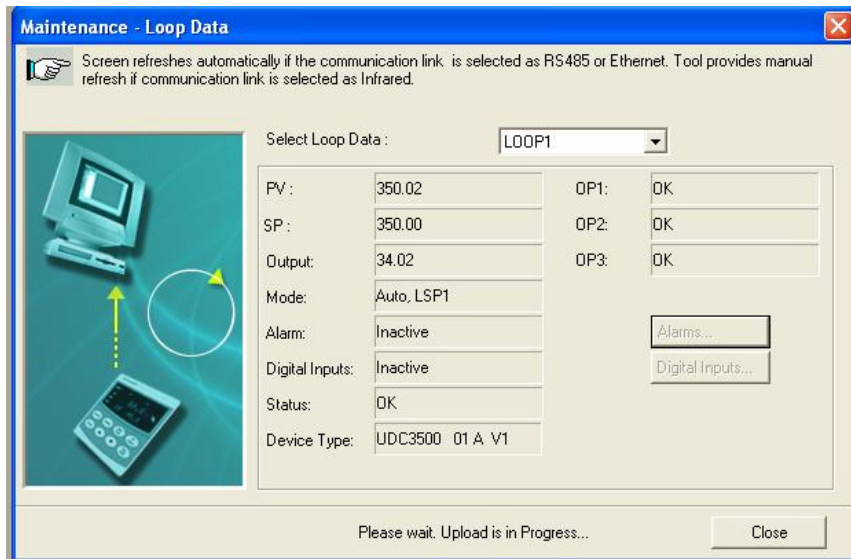 Maintenance - Loop Data
Screen refreshes automatically if the communication link is selected as RS485 or Ethernet. Tool provides manual
refresh if communication link is selected as Infrared.
Select Loop Data : LOOP1
PV : 350.02 OP1: OK
SP : 350.00 OP2: OK
Output: 34.02 OP3: OK
Mode: Auto, LSP1
Alarm: Inactive Alarms...
Digital Inputs: Inactive Digital Inputs...
Status: OK
Device Type: UDC3500 01 A V1
Please wait. Upload is in Progress... Close